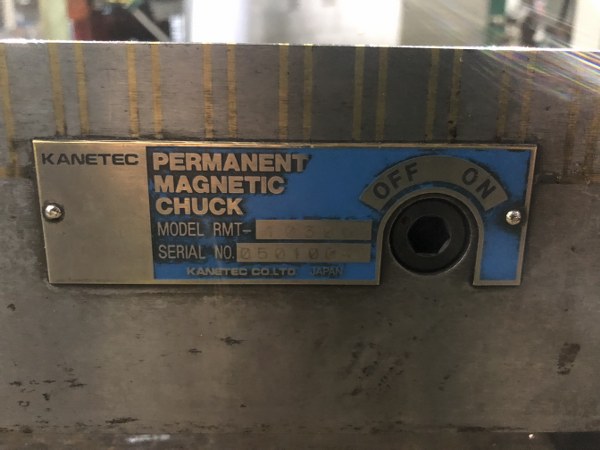 KANETEC
PERMANENT
MAGNETIC
CHUCK
MODEL RMT-
SERIAL NO.
KANETEC CO.LTD JAPAN
OFF ON